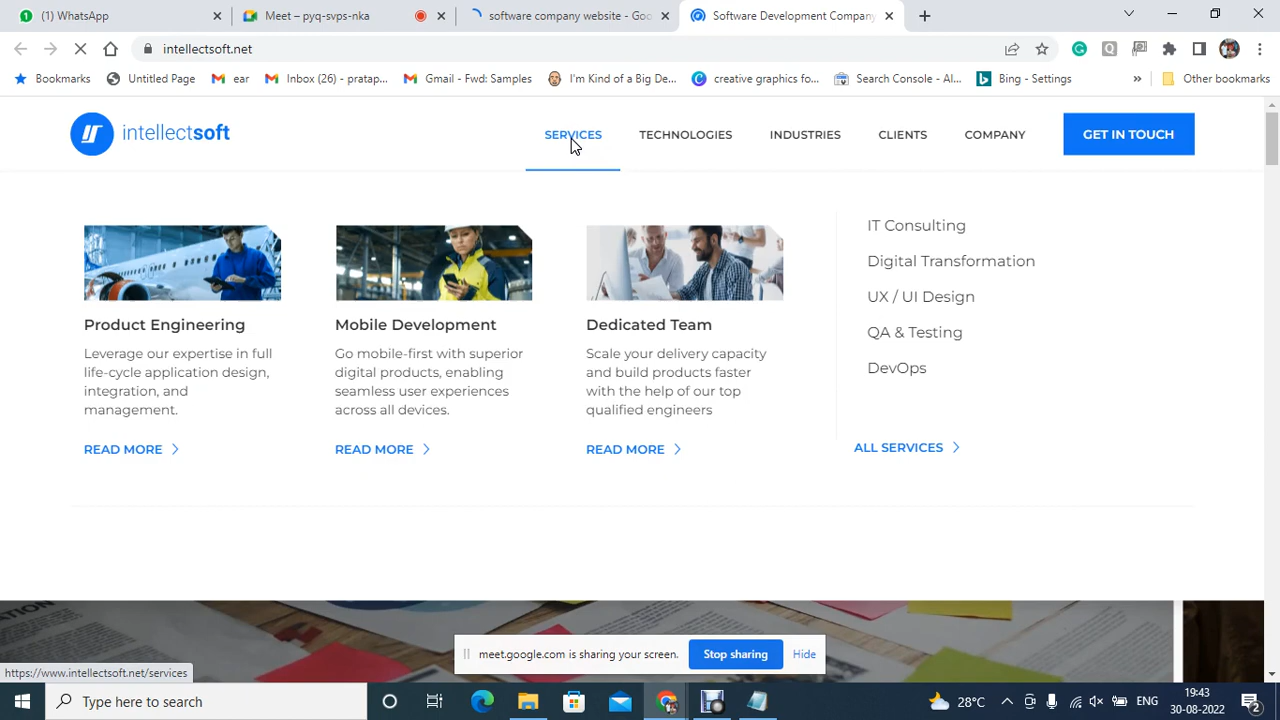 (1) WhatsApp
Meet – pyq-svps-nka
software company website - Goo
Software Development Company
intellectsoft.net
Bookmarks
Untitled Page
ear
Inbox (26) - pratap...
Gmail - Fwd: Samples
I'm Kind of a Big De...
creative graphics fo...
Search Console - Al...
Bing - Settings
»
Other bookmarks
intellectsoft
SERVICES
TECHNOLOGIES
INDUSTRIES
CLIENTS
COMPANY
GET IN TOUCH
Product Engineering
Leverage our expertise in full
life-cycle application design,
integration, and
management.
READ MORE
Mobile Development
Go mobile-first with superior
digital products, enabling
seamless user experiences
across all devices.
READ MORE
Dedicated Team
Scale your delivery capacity
and build products faster
with the help of our top
qualified engineers
READ MORE
IT Consulting
Digital Transformation
UX / UI Design
QA & Testing
DevOps
ALL SERVICES
meet.google.com is sharing your screen.
Stop sharing
Hide
https://www.intellectsoft.net/services
Type here to search
28°C
ENG
19:43
30-08-2022
2